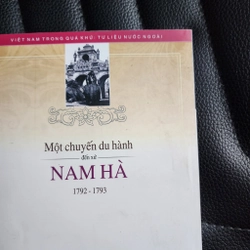 VIỆT NAM TRONG QUÁ KHỨ: TƯ LIỆU NƯỚC NGOÀI
Một chuyến du hành
đến xứ
NAM HÀ
1792 - 1793